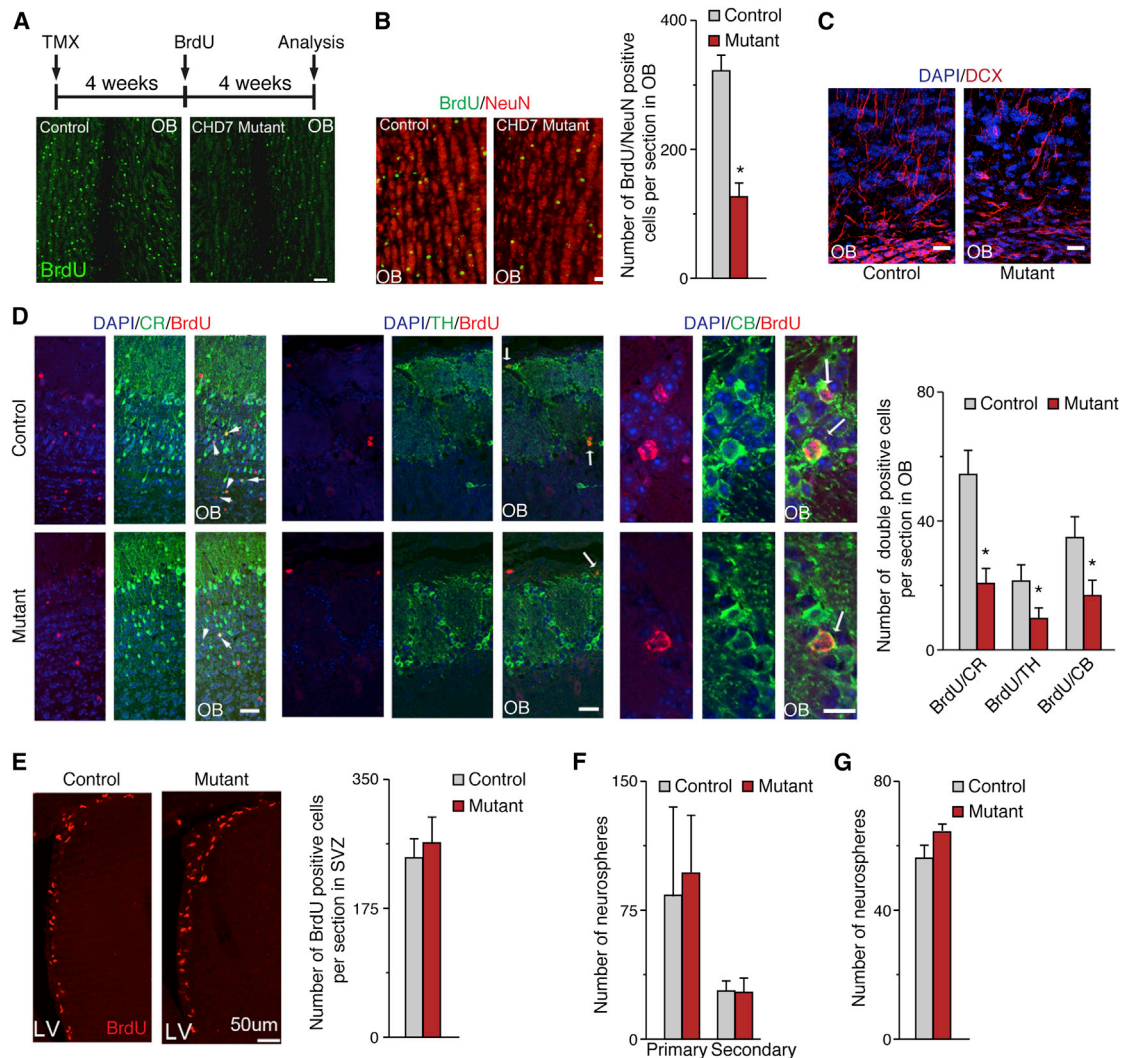 A
TMX BrdU Analysis
4 weeks 4 weeks
Control OB CHD7 Mutant OB
BrdU
B
BrdU/NeuN
Control CHD7 Mutant
OB OB
Control
Mutant
Number of BrdU/NeuN positive
cells per section in OB
400
200
0
*
C
DAPI/DCX
OB OB
Control Mutant
D
DAPI/CR/BrdU DAPI/TH/BrdU DAPI/CB/BrdU
Control
OB OB OB
Mutant
OB OB OB
Number of double positive cells
per section in OB
Control Mutant
80
40
0
* * *
BrdU/CR BrdU/TH BrdU/CB
E
Control Mutant
LV BrdU LV 50um
Number of BrdU positive cells
per section in SVZ
Control
Mutant
350
175
0
F
Number of neurospheres
Control Mutant
150
75
0
Primary Secondary
G
Number of neurospheres
Control
Mutant
80
40
0